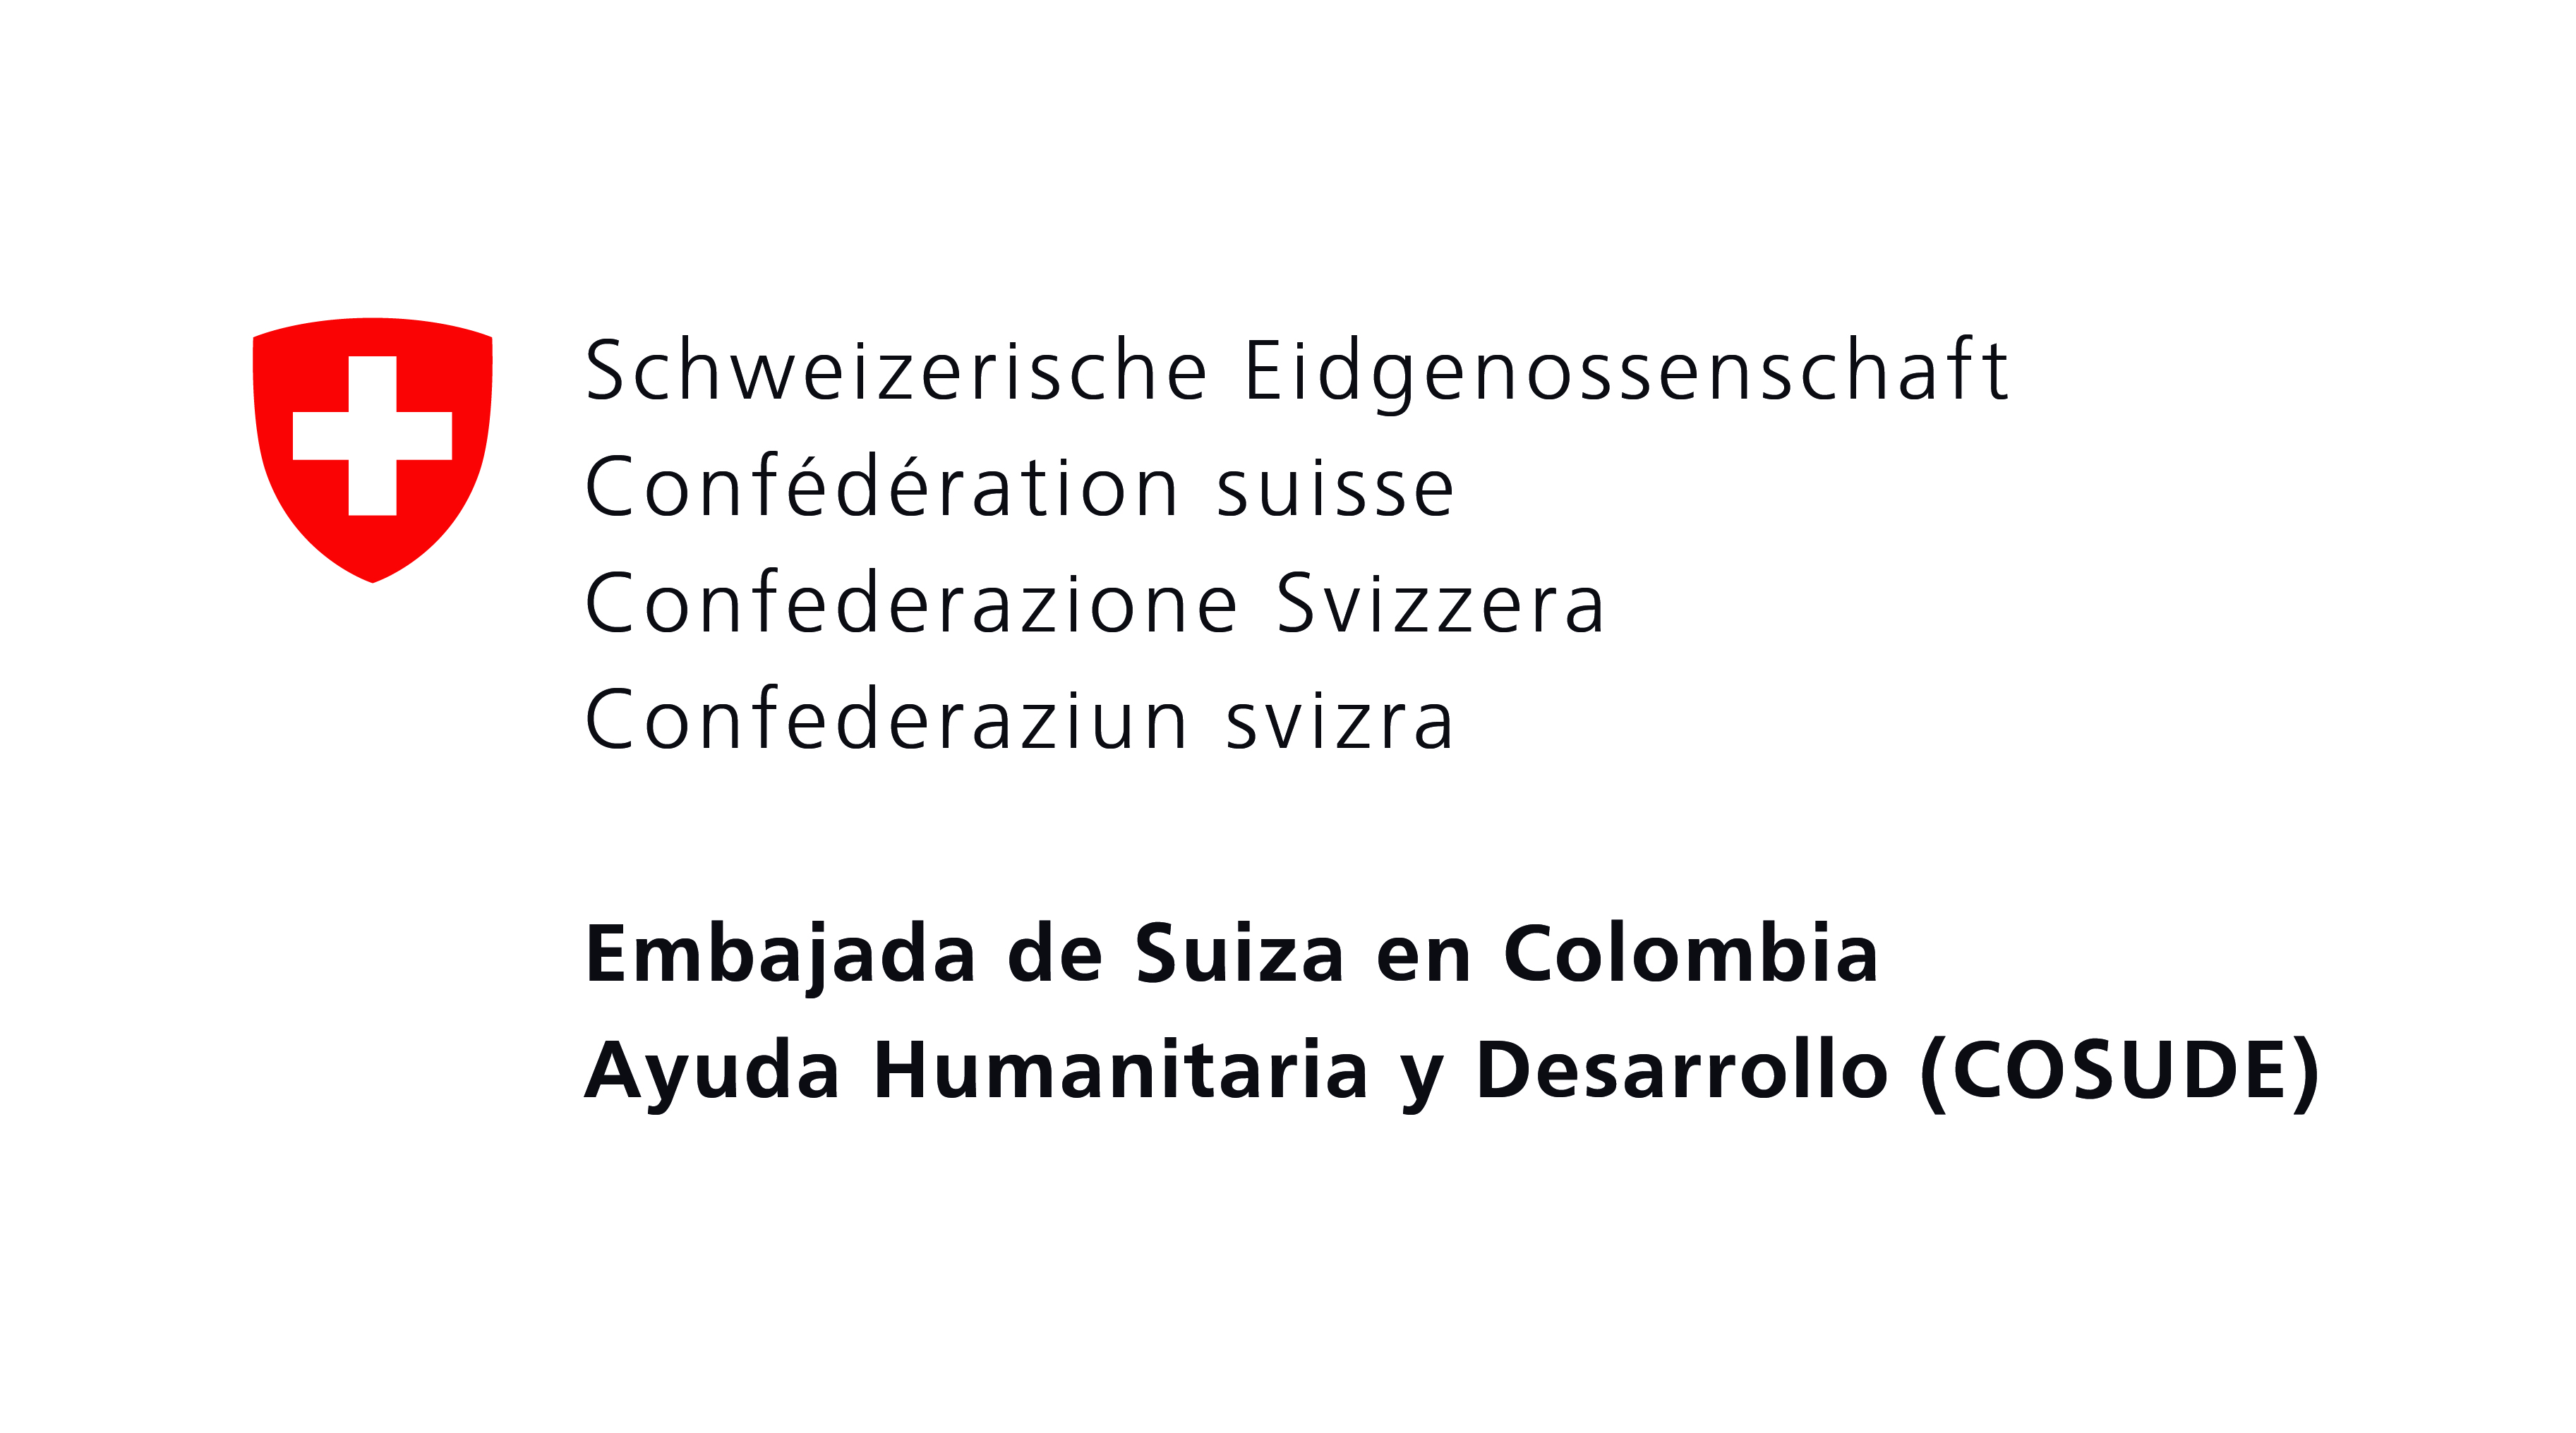 Schweizerische Eidgenossenschaft
Confédération suisse
Confederazione Svizzera
Confederaziun svizra
Embajada de Suiza en Colombia
Ayuda Humanitaria y Desarrollo (COSUDE)